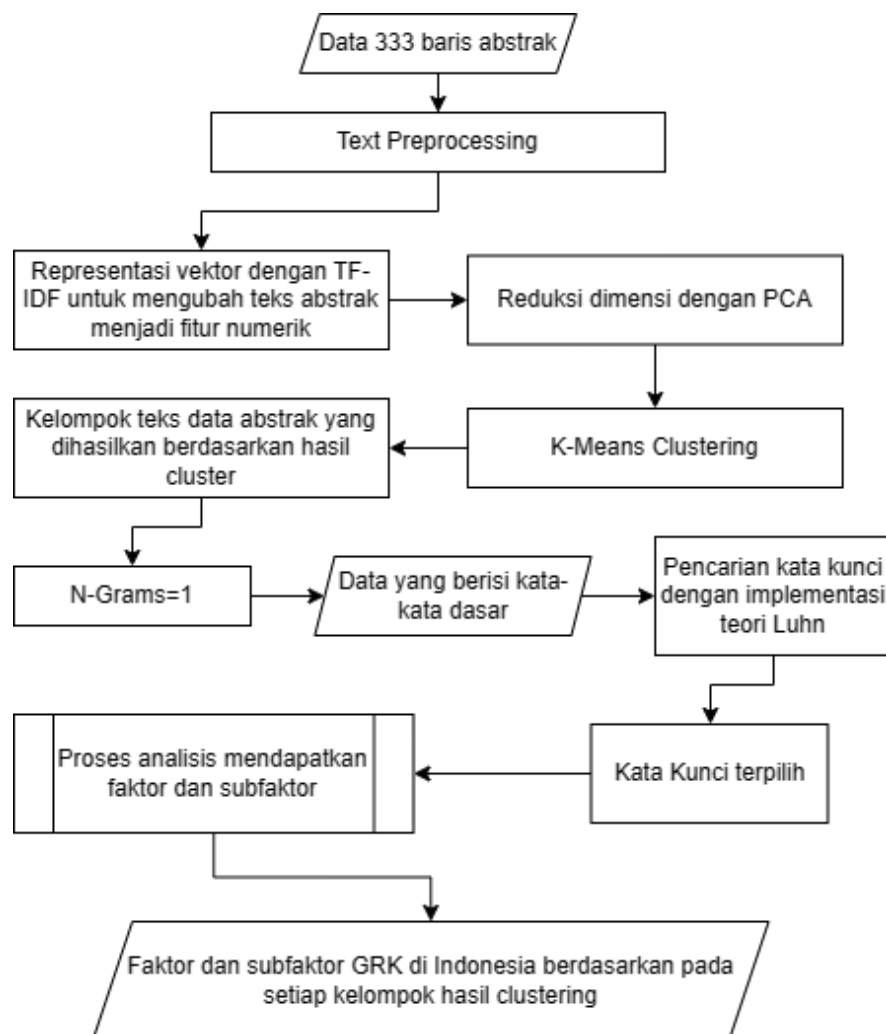 Data 333 baris abstrak
Text Preprocessing
Representasi vektor dengan TF-
IDF untuk mengubah teks abstrak
menjadi fitur numerik
Reduksi dimensi dengan PCA
Kelompok teks data abstrak yang
dihasilkan berdasarkan hasil
cluster
K-Means Clustering
N-Grams=1
Data yang berisi kata-
kata dasar
Pencarian kata kunci
dengan implementasi
teori Luhn
Proses analisis mendapatkan
faktor dan subfaktor
Kata Kunci terpilih
Faktor dan subfaktor GRK di Indonesia berdasarkan pada
setiap kelompok hasil clustering